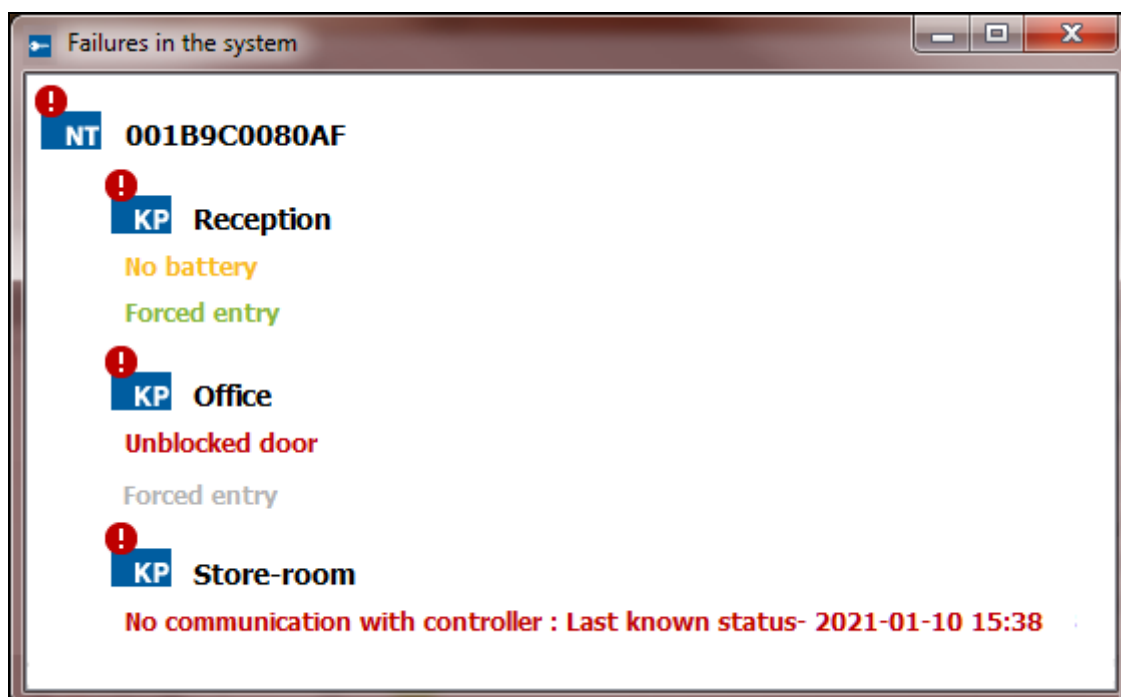 Failures in the system
NT 001B9C0080AF
KP Reception
No battery
Forced entry
KP Office
Unblocked door
Forced entry
KP Store-room
No communication with controller : Last known status- 2021-01-10 15:38